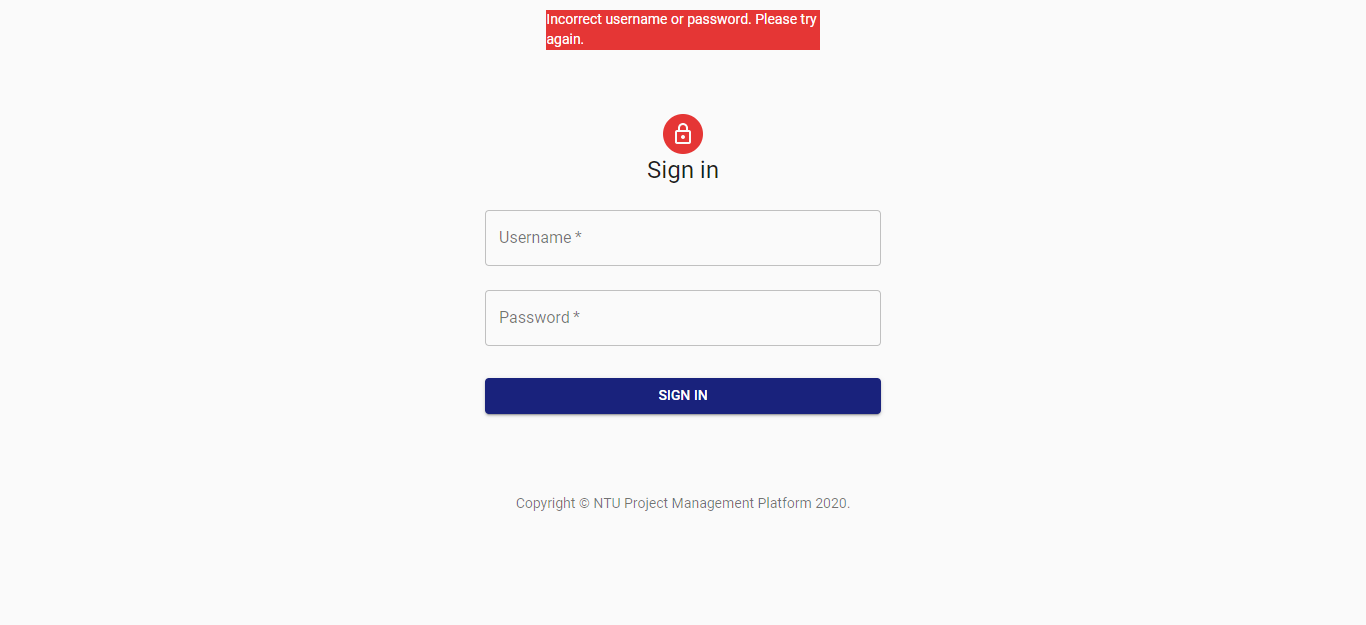 Incorrect username or password. Please try
again.
Sign in
Username *
Password *
SIGN IN
Copyright © NTU Project Management Platform 2020.